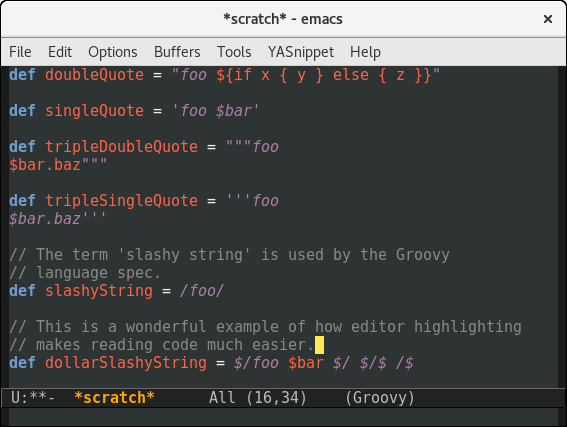 *scratch* - emacs
File Edit Options Buffers Tools YASnippet Help
def doubleQuote = "foo ${if x { y } else { z }}"
def singleQuote = 'foo $bar'
def tripleDoubleQuote = """foo
$bar.baz"""
def tripleSingleQuote = '''foo
$bar.baz'''
// The term 'slashy string' is used by the Groovy
// language spec.
def slashyString = /foo/
// This is a wonderful example of how editor highlighting
// makes reading code much easier.
def dollarSlashyString = $/foo $bar $/ $/$ /$
U:**- *scratch* All (16,34) (Groovy)